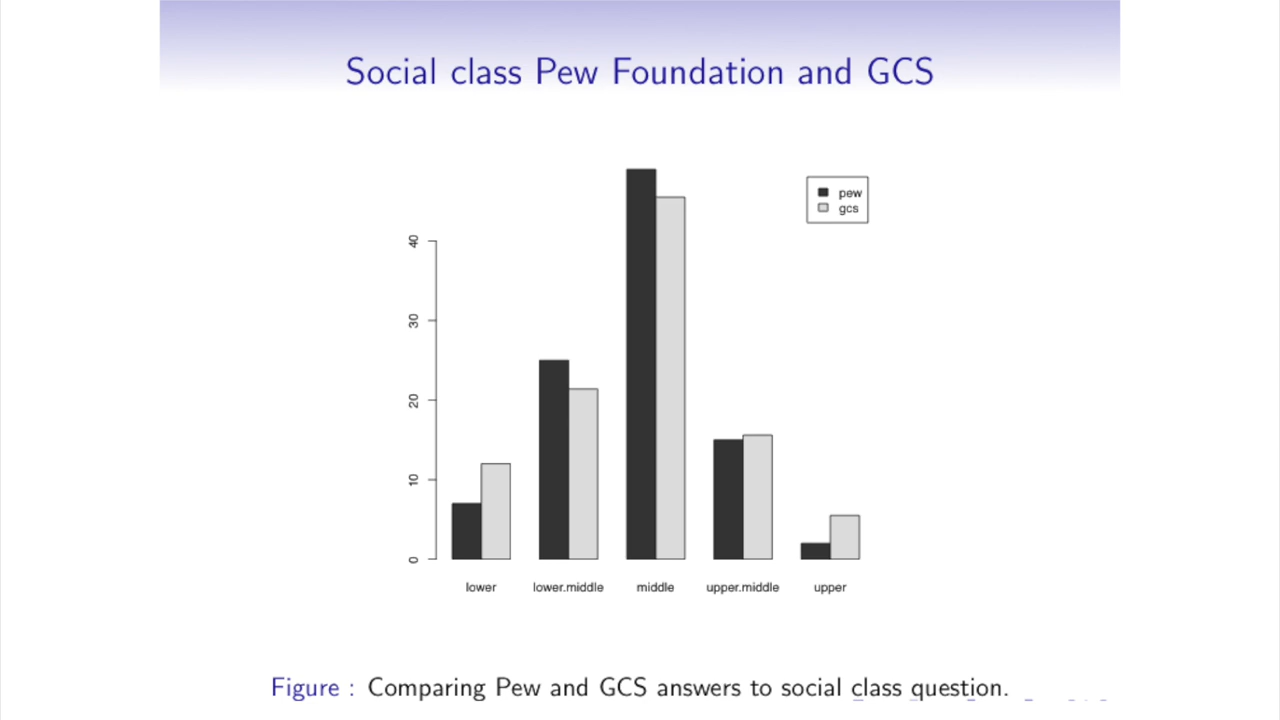 Social class Pew Foundation and GCS
pew
gcs
40
30
20
10
0
lower lower.middle middle upper.middle upper
Figure : Comparing Pew and GCS answers to social class question.